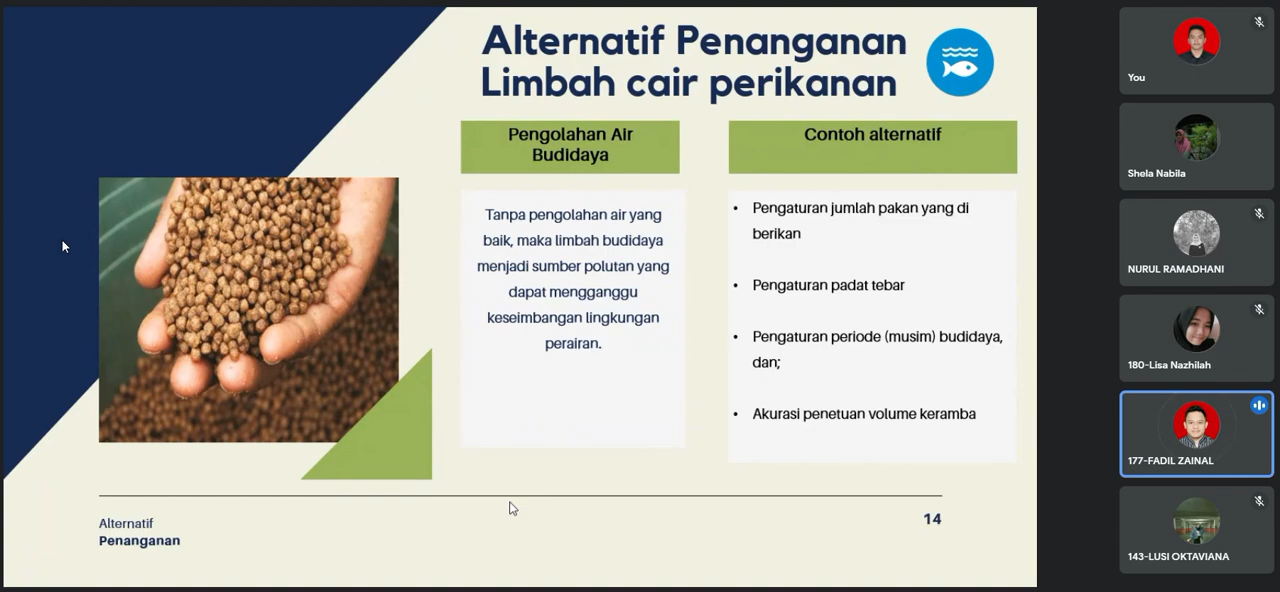 Alternatif Penanganan
Limbah cair perikanan
Pengolahan Air
Budidaya
Tanpa pengolahan air yang
baik, maka limbah budidaya
menjadi sumber polutan yang
dapat mengganggu
keseimbangan lingkungan
perairan.
Contoh alternatif
• Pengaturan jumlah pakan yang di
berikan
• Pengaturan padat tebar
• Pengaturan periode (musim) budidaya,
dan;
• Akurasi penetuan volume keramba
Alternatif
Penanganan
14
You
Shela Nabila
NURUL RAMADHANI
180-Lisa Nazhilah
177-FADIL ZAINAL
143-LUSI OKTAVIANA